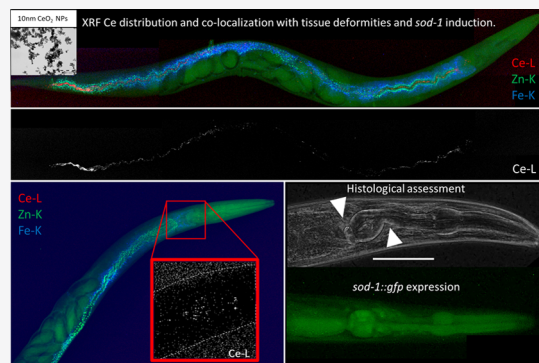 10nm CeO₂ NPs
XRF Ce distribution and co-localization with tissue deformities and sod-1 induction.
Ce-L
Zn-K
Fe-K
Ce-L
Ce-L
Zn-K
Fe-K
Ce-L
Histological assessment
sod-1::gfp expression